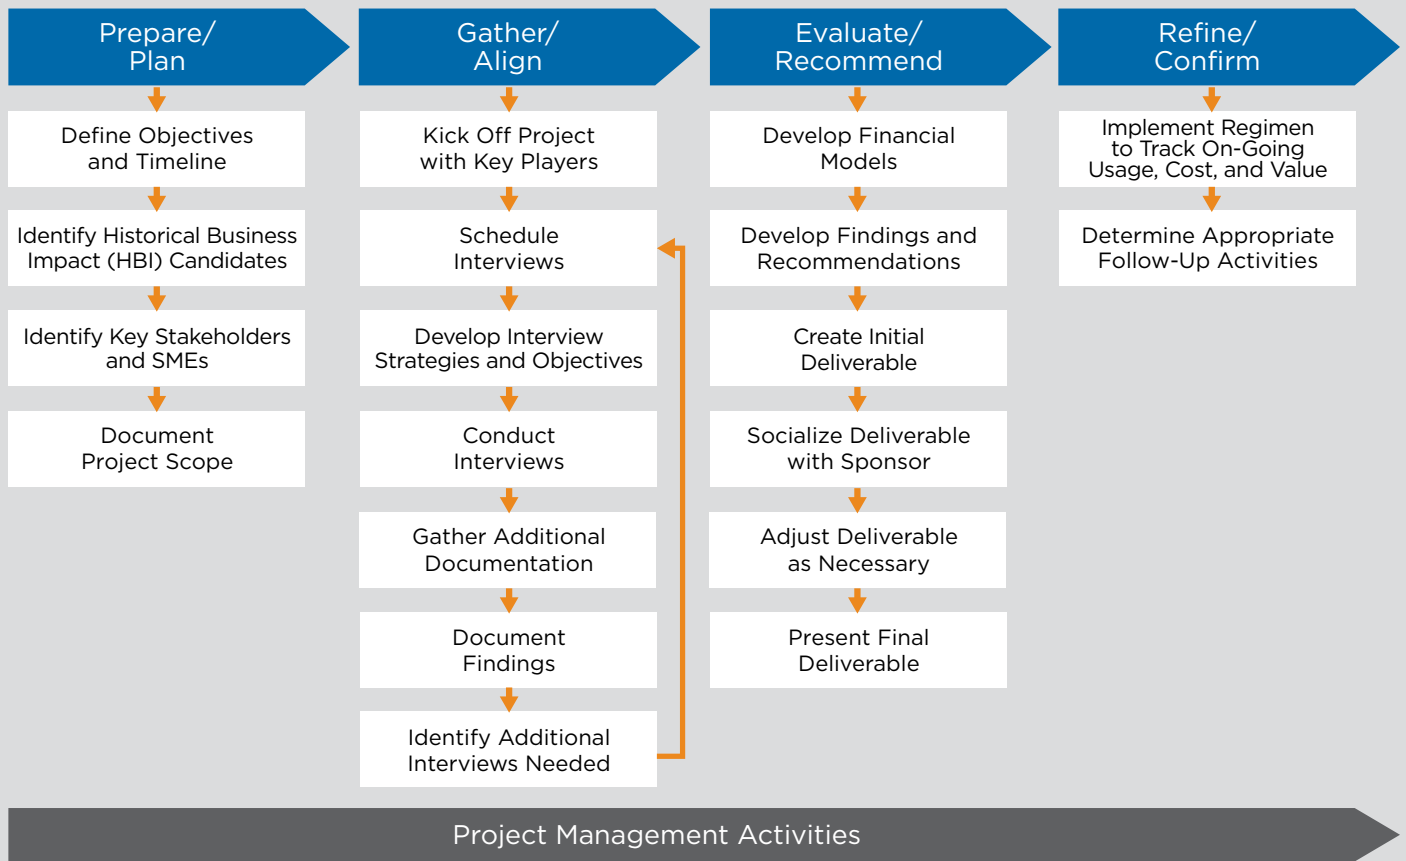 Prepare/
Plan
Define Objectives
and Timeline
Identify Historical Business
Impact (HBI) Candidates
Identify Key Stakeholders
and SMEs
Document
Project Scope
Gather/
Align
Kick Off Project
with Key Players
Schedule
Interviews
Develop Interview
Strategies and Objectives
Conduct
Interviews
Gather Additional
Documentation
Document
Findings
Identify Additional
Interviews Needed
Evaluate/
Recommend
Develop Financial
Models
Develop Findings and
Recommendations
Create Initial
Deliverable
Socialize Deliverable
with Sponsor
Adjust Deliverable
as Necessary
Present Final
Deliverable
Refine/
Confirm
Implement Regimen
to Track On-Going
Usage, Cost, and Value
Determine Appropriate
Follow-Up Activities
Project Management Activities